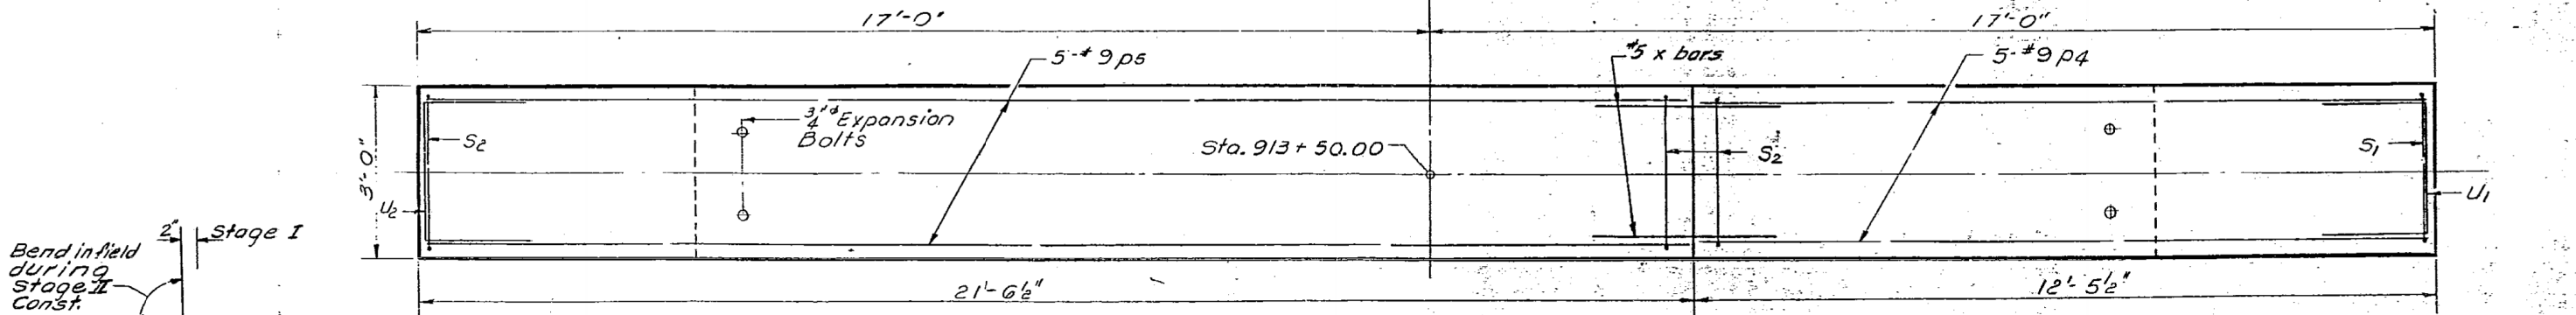 17'-0"
17'-0"
5-#9 p5
#5 x bars
5-#9 p4
3/4"ø Expansion
Bolts
S2
Sta. 913 + 50.00
S2
S1
3'-0"
U2
U1
2"
Stage I
Bend in field
during
Stage II
Const.
21'-6 1/2"
12'-5 1/2"